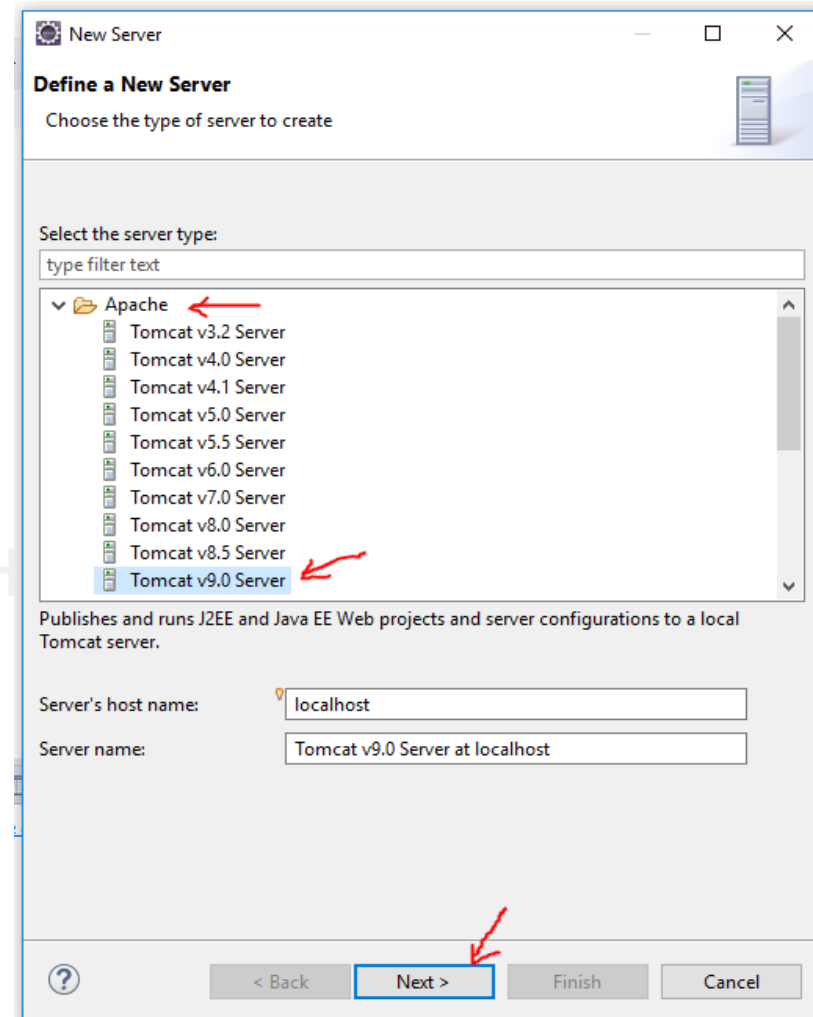 New Server
Define a New Server
Choose the type of server to create
Select the server type:
type filter text
Apache
Tomcat v3.2 Server
Tomcat v4.0 Server
Tomcat v4.1 Server
Tomcat v5.0 Server
Tomcat v5.5 Server
Tomcat v6.0 Server
Tomcat v7.0 Server
Tomcat v8.0 Server
Tomcat v8.5 Server
Tomcat v9.0 Server
Publishes and runs J2EE and Java EE Web projects and server configurations to a local
Tomcat server.
Server's host name: localhost
Server name: Tomcat v9.0 Server at localhost
? < Back Next > Finish Cancel